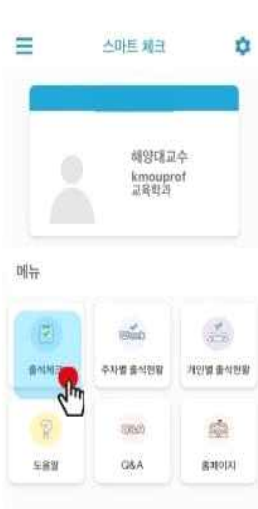 스마트 체크
해양대교수
kmouprof
교육학과
메뉴
출석체크
주차별 출석현황
개인별 출석현황
도움말
Q&A
Q&A
홈페이지